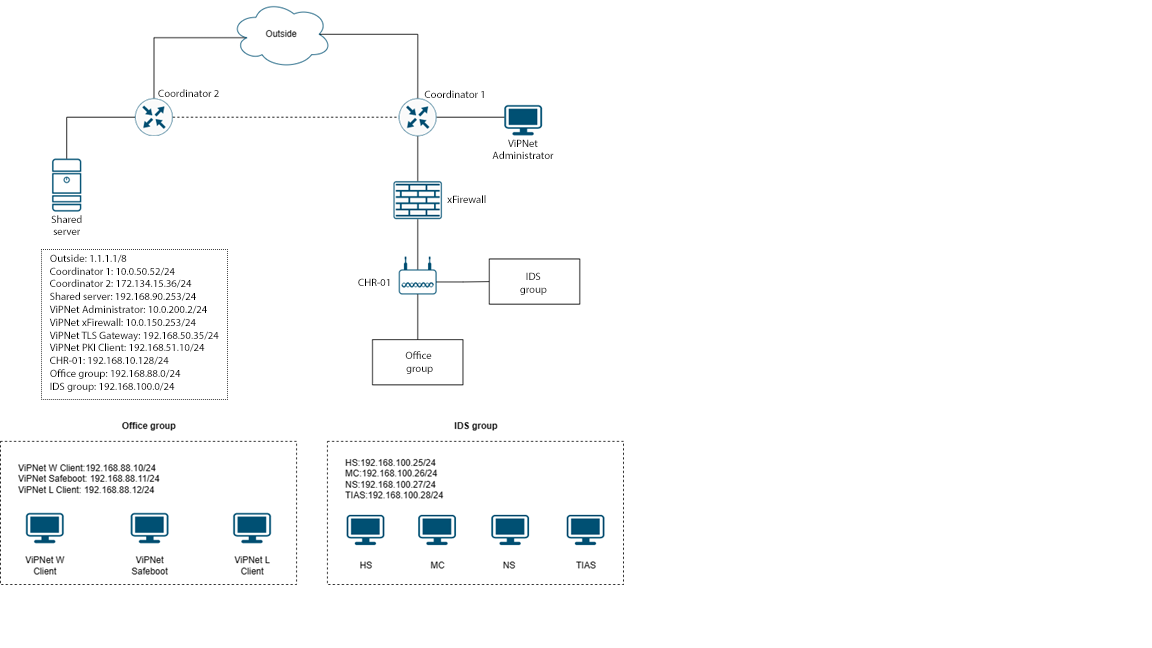 Outside
Coordinator 2
Coordinator 1
ViPNet
Administrator
xFirewall
Shared
server
CHR-01
IDS
group
Office
group
Outside: 1.1.1.1/8
Coordinator 1: 10.0.50.52/24
Coordinator 2: 172.134.15.36/24
Shared server: 192.168.90.253/24
ViPNet Administrator: 10.0.200.2/24
ViPNet xFirewall: 10.0.150.253/24
ViPNet TLS Gateway: 192.168.50.35/24
ViPNet PKI Client: 192.168.51.10/24
CHR-01: 192.168.10.128/24
Office group: 192.168.88.0/24
IDS group: 192.168.100.0/24
Office group
ViPNet W Client:192.168.88.10/24
ViPNet Safeboot: 192.168.88.11/24
ViPNet L Client: 192.168.88.12/24
ViPNet W
Client
ViPNet
Safeboot
ViPNet L
Client
IDS group
HS:192.168.100.25/24
MC:192.168.100.26/24
NS:192.168.100.27/24
TIAS:192.168.100.28/24
HS
MC
NS
TIAS